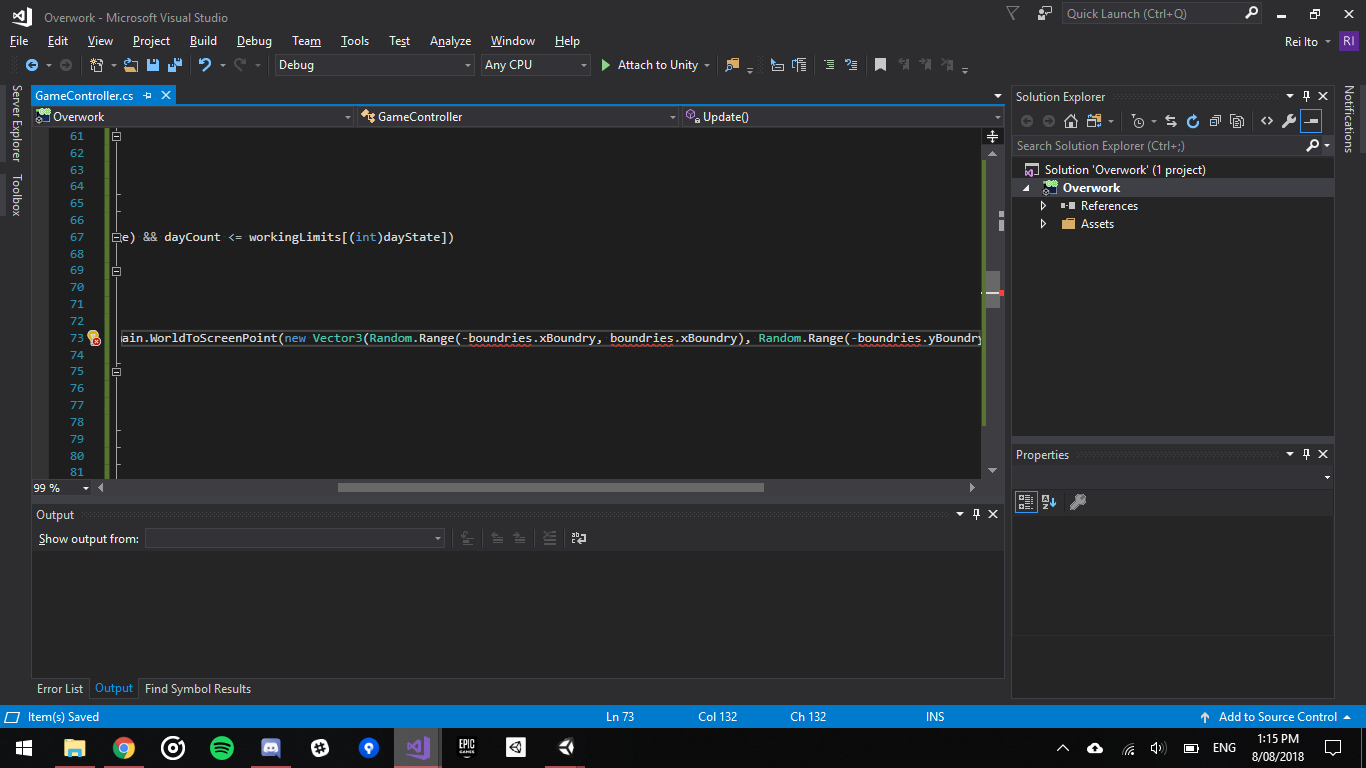 Overwork - Microsoft Visual Studio
Quick Launch (Ctrl+Q)
File Edit View Project Build Debug Team Tools Test Analyze Window Help
Rei Ito RI
Debug Any CPU Attach to Unity
Server Explorer
Toolbox
GameController.cs
Overwork GameController Update()
61
62
63
64
65
66
67 e) && dayCount <= workingLimits[(int)dayState])
68
69
70
71
72
73 ain.WorldToScreenPoint(new Vector3(Random.Range(-boundries.xBoundry, boundries.xBoundry), Random.Range(-boundries.yBoundry
74
75
76
77
78
79
80
81
99 %
Output
Show output from:
Error List Output Find Symbol Results
Solution Explorer
Search Solution Explorer (Ctrl+;)
Solution 'Overwork' (1 project)
Overwork
References
Assets
Properties
Notifications
Item(s) Saved Ln 73 Col 132 Ch 132 INS Add to Source Control
EPIC
GAMES
ENG
1:15 PM
8/08/2018